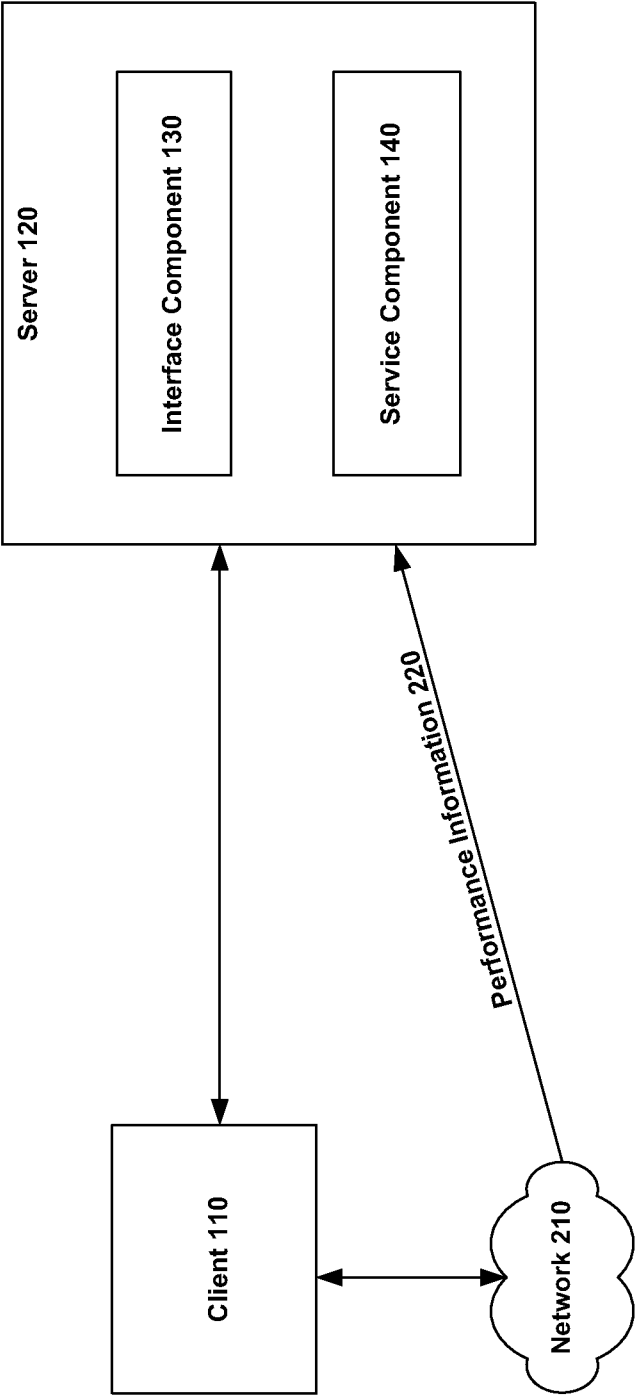 Server 120
Interface Component 130
Service Component 140
Performance Information 220
Client 110
Network 210